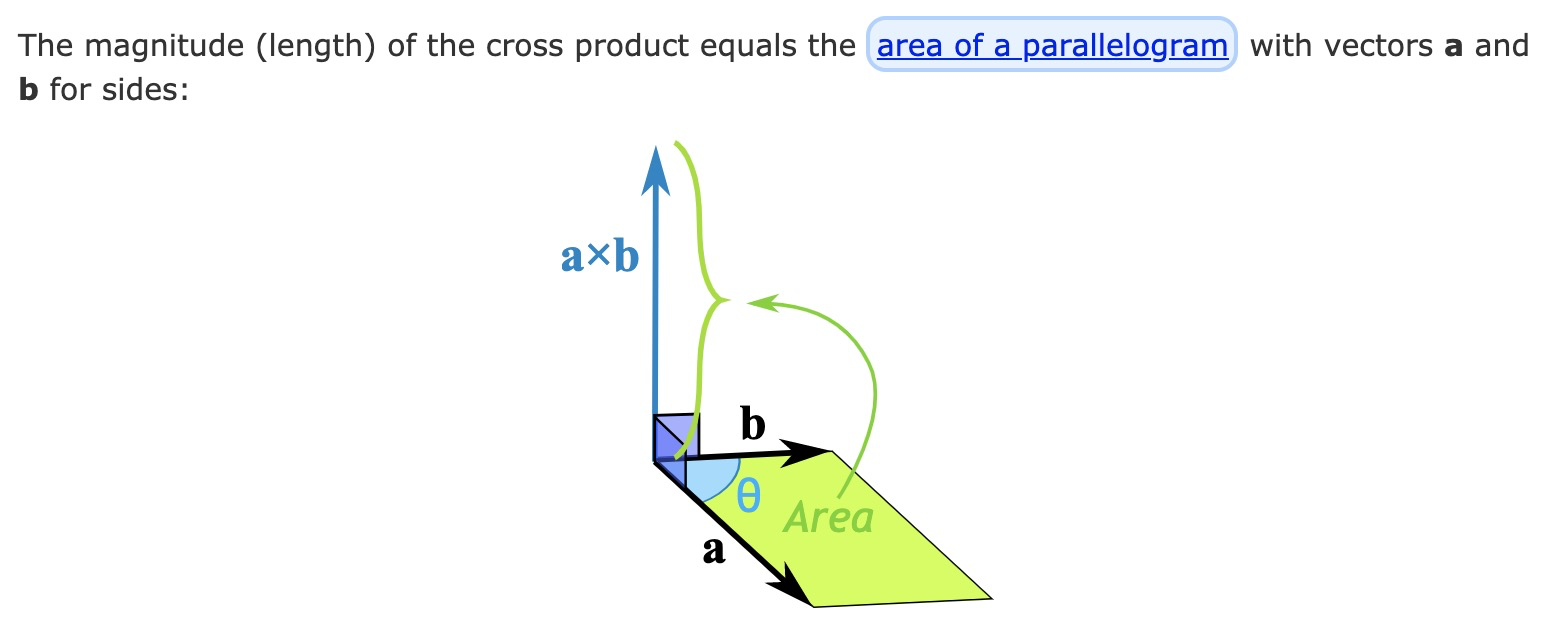 The magnitude (length) of the cross product equals the area of a parallelogram with vectors a and
b for sides:
a×b
b
θ
Area
a